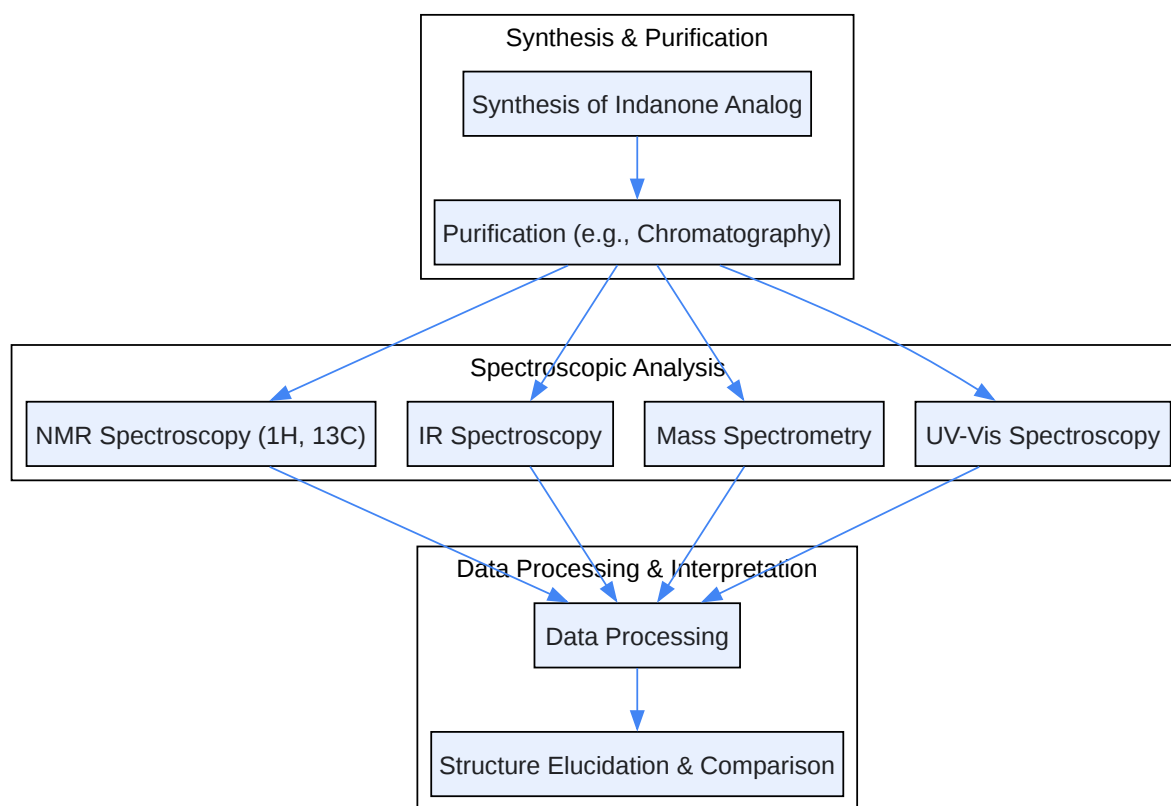 Synthesis & Purification
Synthesis of Indanone Analog
Purification (e.g., Chromatography)
Spectroscopic Analysis
NMR Spectroscopy (1H, 13C)
IR Spectroscopy
Mass Spectrometry
UV-Vis Spectroscopy
Data Processing & Interpretation
Data Processing
Structure Elucidation & Comparison